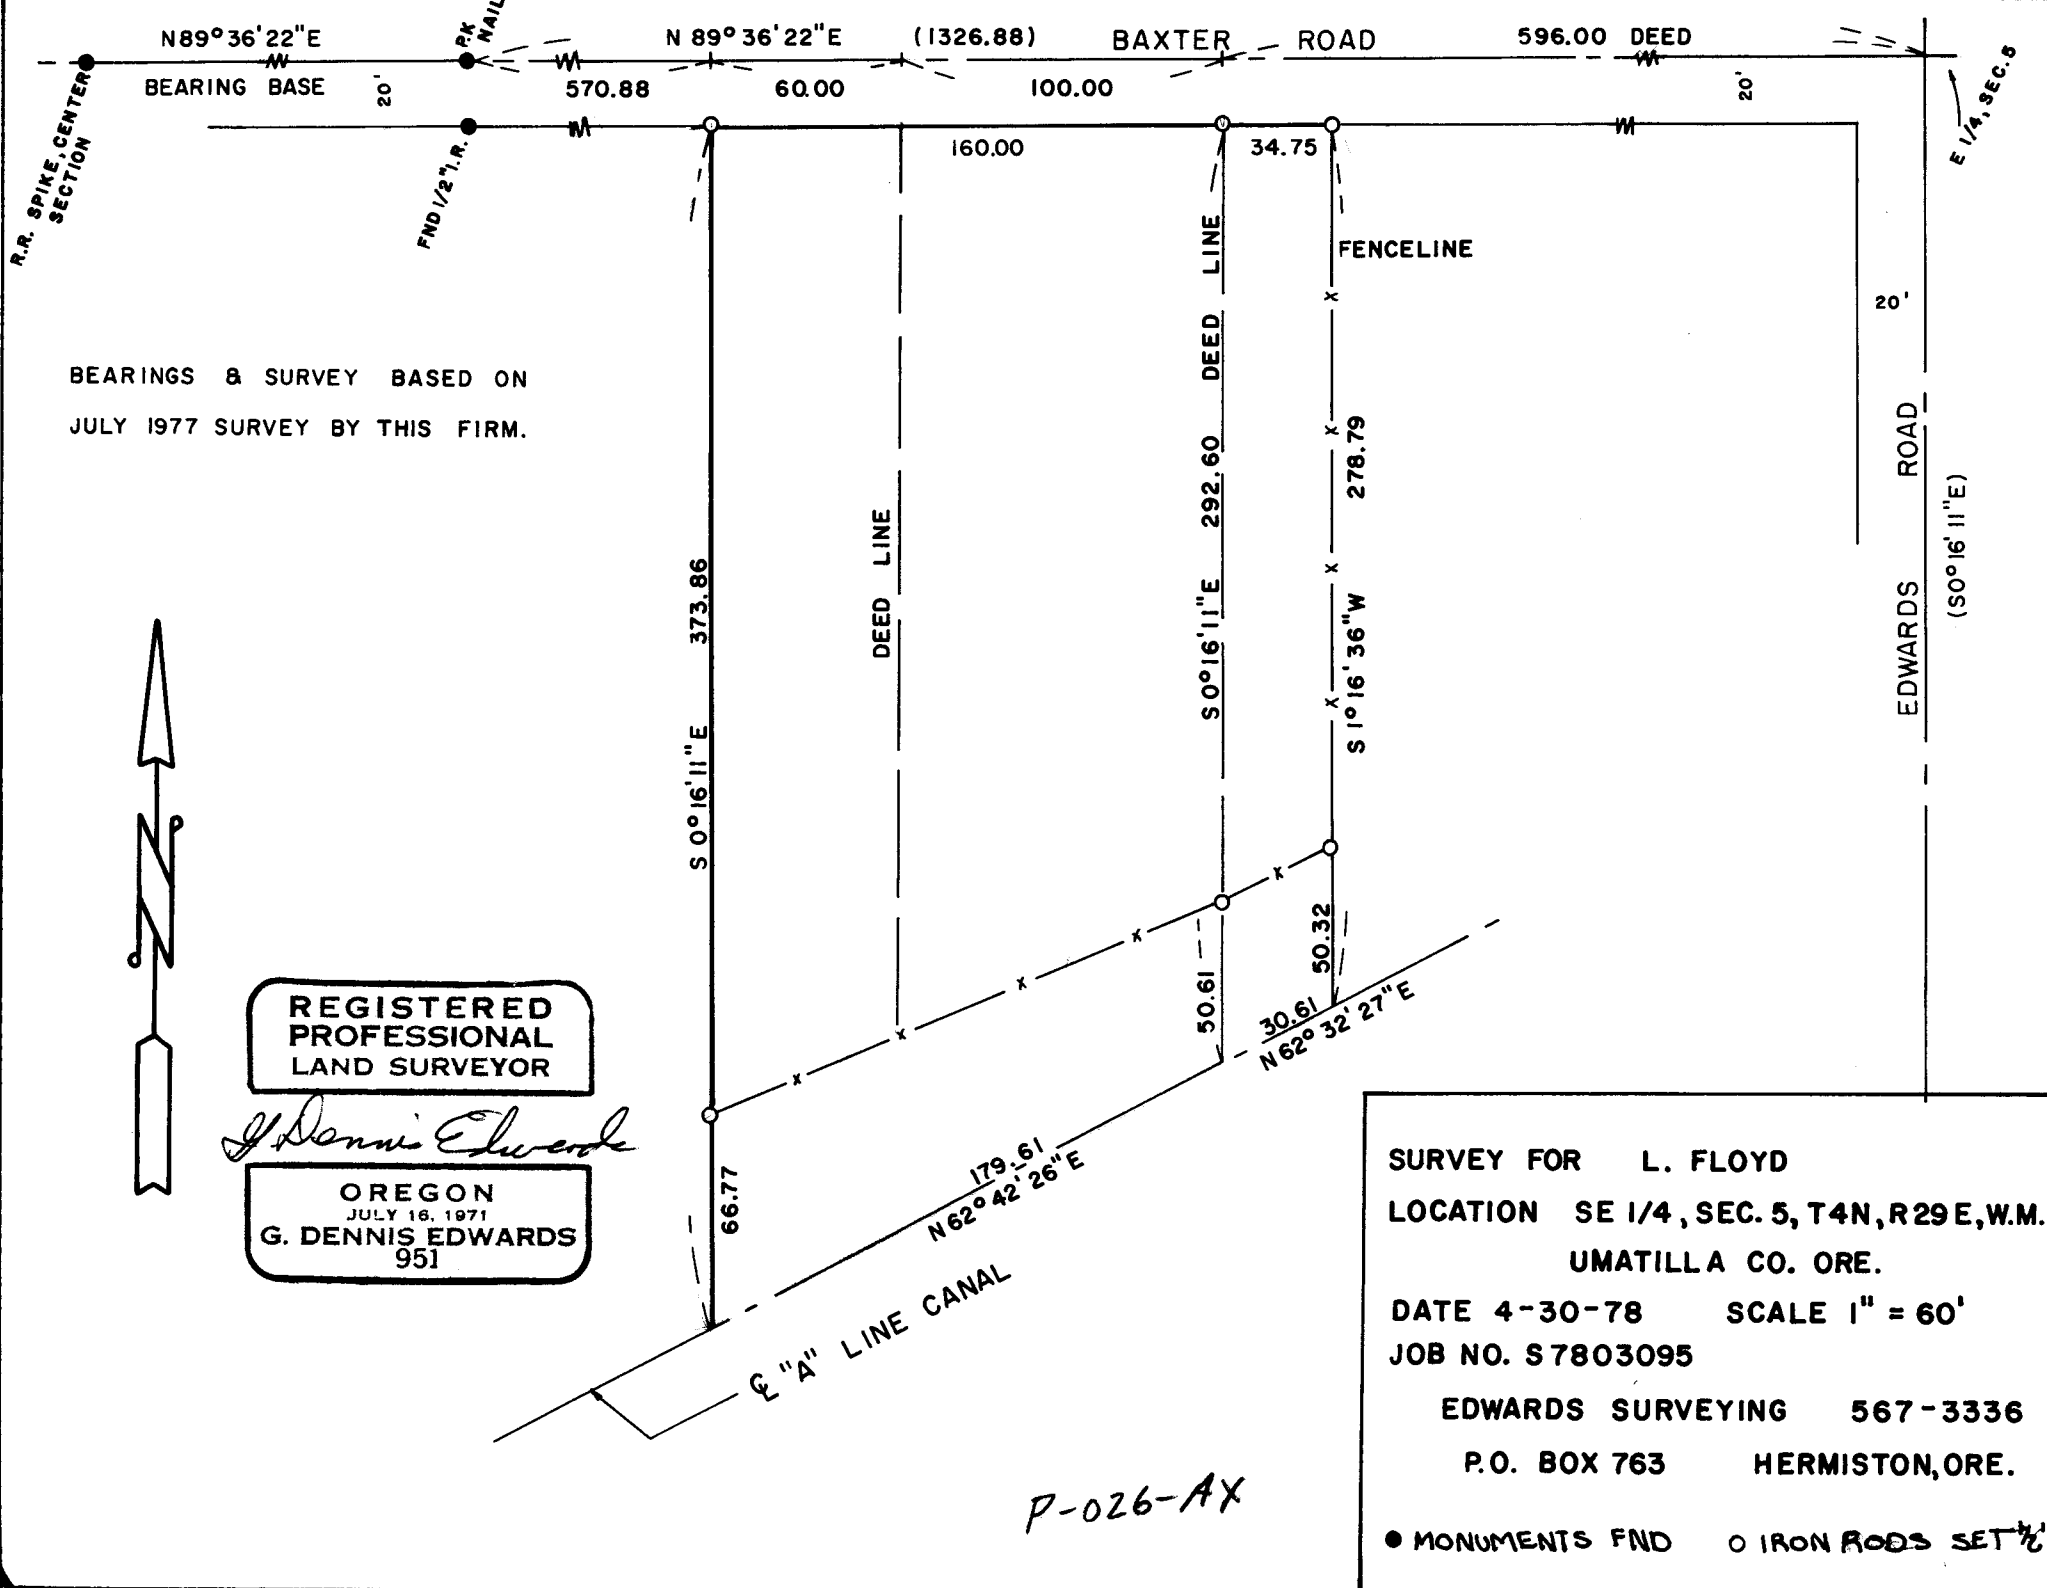 N89°36'22"E
P.K NAIL
N 89°36'22"E
(1326.88)
BAXTER ROAD
596.00 DEED
BEARING BASE
20'
570.88
60.00
100.00
20'
E 1/4, SEC. 5
R.R. SPIKE, CENTER
SECTION
FND 1/2" I.R.
160.00
34.75
FENCELINE
20'
BEARINGS & SURVEY BASED ON
JULY 1977 SURVEY BY THIS FIRM.
S 0°16'11"E 373.86
DEED LINE
S 0°16'11"E 292.60 DEED LINE
S 1°16'36"W 278.79
EDWARDS ROAD
(S0°16'11"E)
66.77
50.61
50.32
30.61
N 62°32'27"E
179.61
N 62°42'26"E
℄ "A" LINE CANAL
REGISTERED
PROFESSIONAL
LAND SURVEYOR
G Dennis Edwards
OREGON
JULY 16, 1971
G. DENNIS EDWARDS
951
SURVEY FOR L. FLOYD
LOCATION SE 1/4, SEC. 5, T4N, R29E, W.M.
UMATILLA CO. ORE.
DATE 4-30-78 SCALE 1" = 60'
JOB NO. S7803095
EDWARDS SURVEYING 567-3336
P.O. BOX 763 HERMISTON, ORE.
MONUMENTS FND O IRON RODS SET
P-026-AX